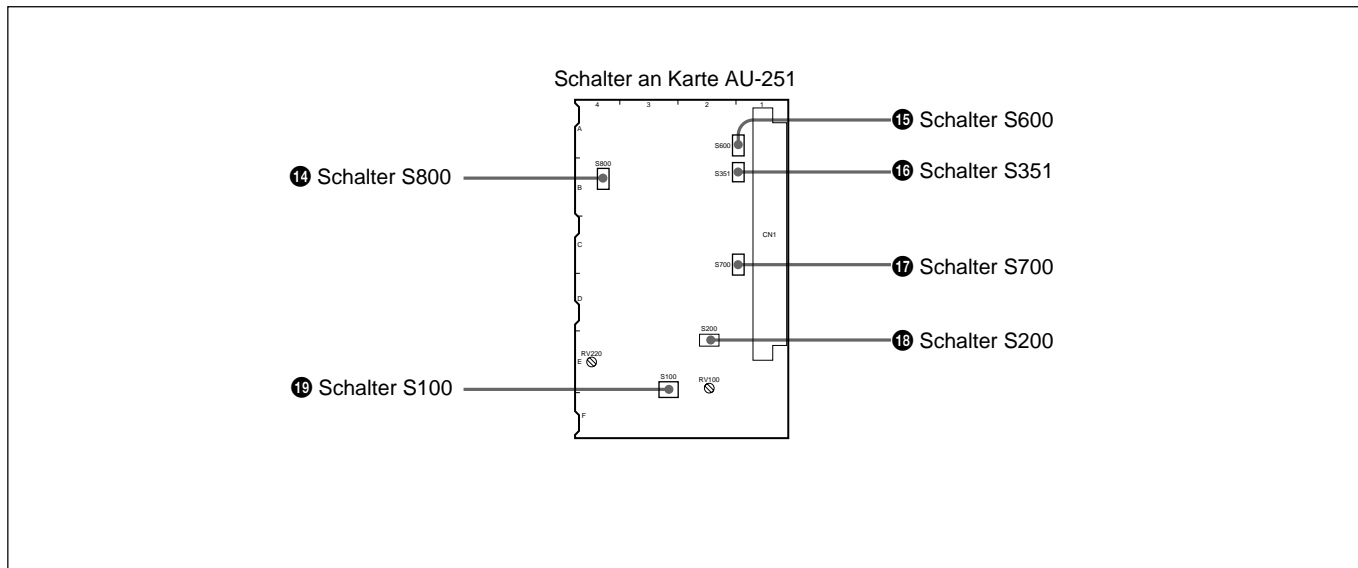 Schalter an Karte AU-251
4 3 2 1
A
B
C
D
E
F
S600
S800
S351
CN1
S700
S200
RV220
S100
RV100
⓮ Schalter S800
⓯ Schalter S600
⓰ Schalter S351
⓱ Schalter S700
⓲ Schalter S200
⓳ Schalter S100